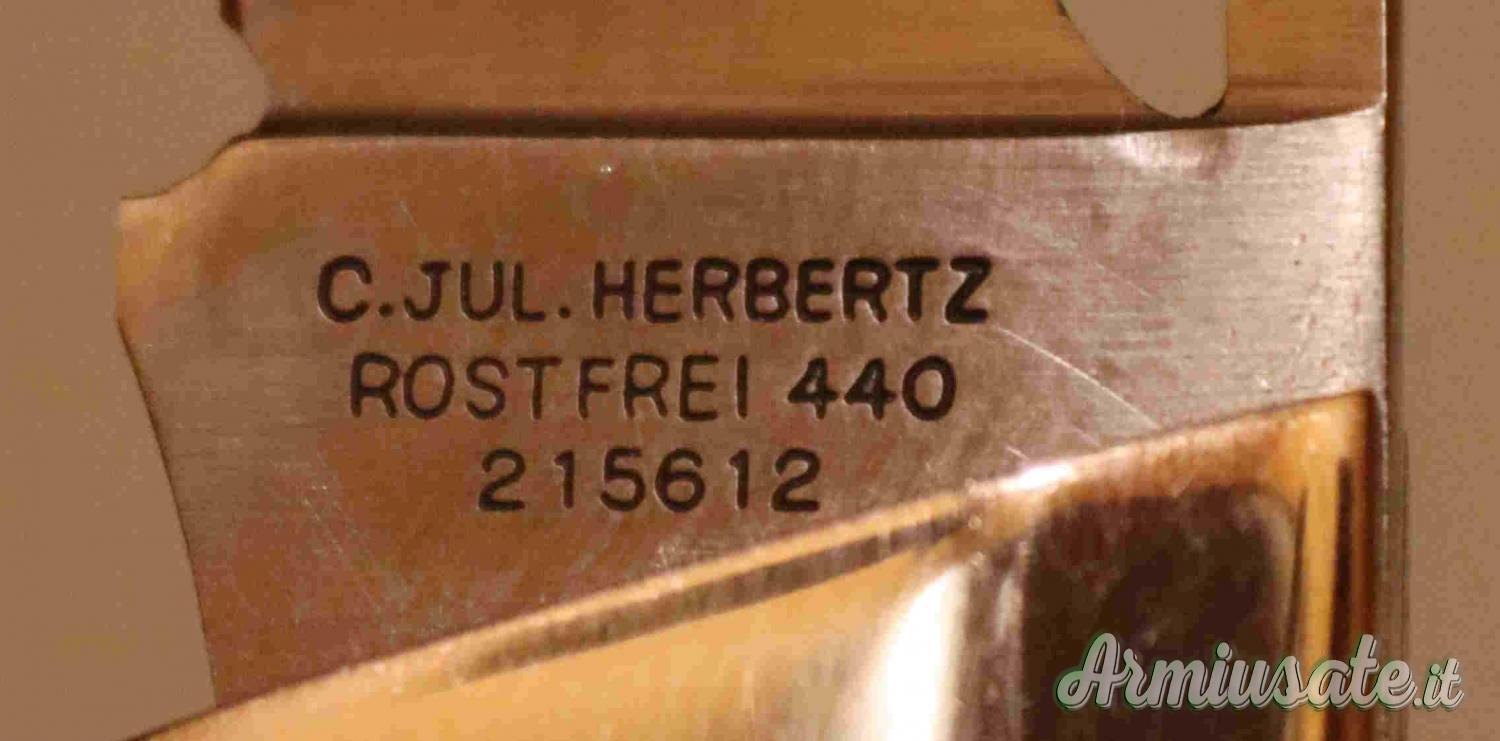 C.JUL. HERBERTZ
ROSTFREI 440
215612
Armiusate.it